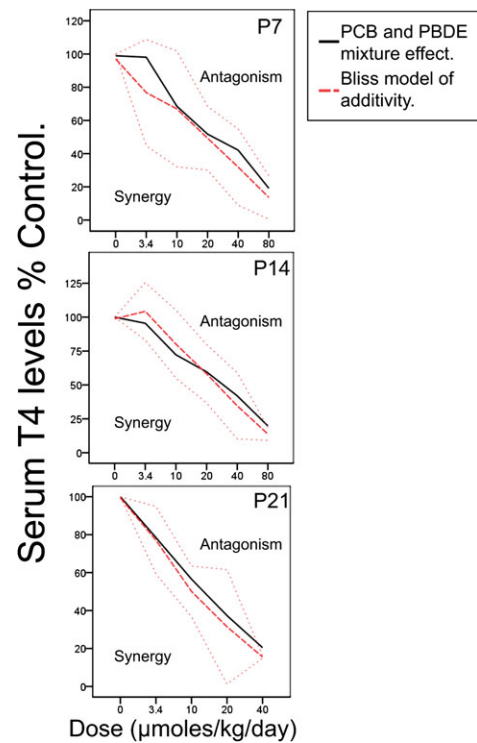 Serum T4 levels % Control.
P7
120
100
80
60
40
20
0
Antagonism
Synergy
0 3.4 10 20 40 80
PCB and PBDE
mixture effect.
Bliss model of
additivity.
P14
125
100
75
50
25
0
Antagonism
Synergy
0 3.4 10 20 40 80
P21
100
80
60
40
20
0
Antagonism
Synergy
0 3.4 10 20 40
Dose (μmoles/kg/day)